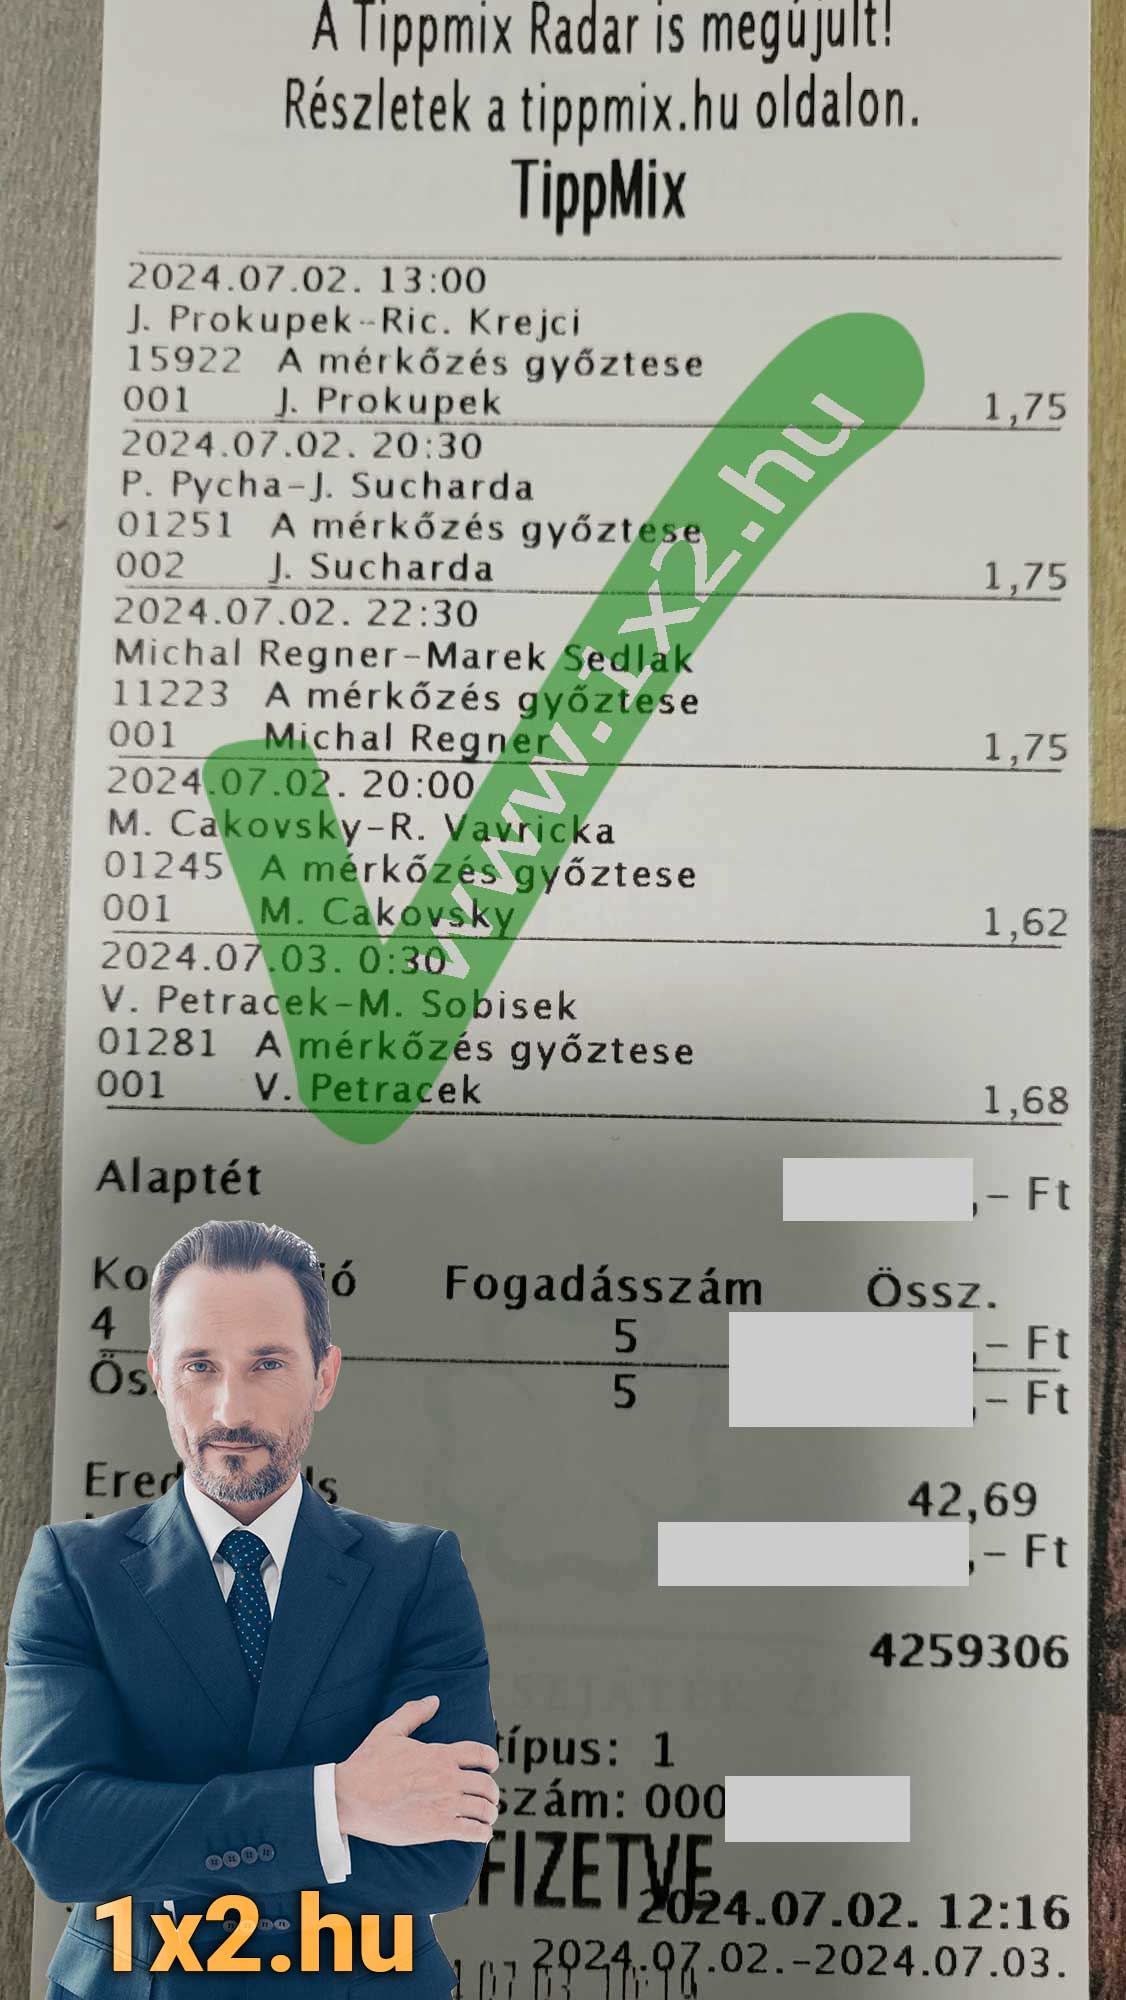 A Tippmix Radar is megújult!
Részletek a tippmix.hu oldalon.
TippMix
2024.07.02. 13:00
J. Prokupek-Ric. Krejci
15922 A mérkőzés győztese
001 J. Prokupek 1,75
2024.07.02. 20:30
P. Pycha-J. Sucharda
01251 A mérkőzés győztese
002 J. Sucharda 1,75
2024.07.02. 22:30
Michal Regner-Marek Sedlak
11223 A mérkőzés győztese
001 Michal Regner 1,75
2024.07.02. 20:00
M. Cakovsky-R. Vavricka
01245 A mérkőzés győztese
001 M. Cakovsky 1,62
2024.07.03. 0:30
V. Petracek-M. Sobisek
01281 A mérkőzés győztese
001 V. Petracek 1,68
www.1x2.hu
Alaptét ,- Ft
Fogadásszám Össz.
4 5 ,- Ft
5 ,- Ft
42,69
,- Ft
4259306
típus: 1
szám: 000
FIZETVE
2024.07.02. 12:16
2024.07.02.-2024.07.03.
1x2.hu